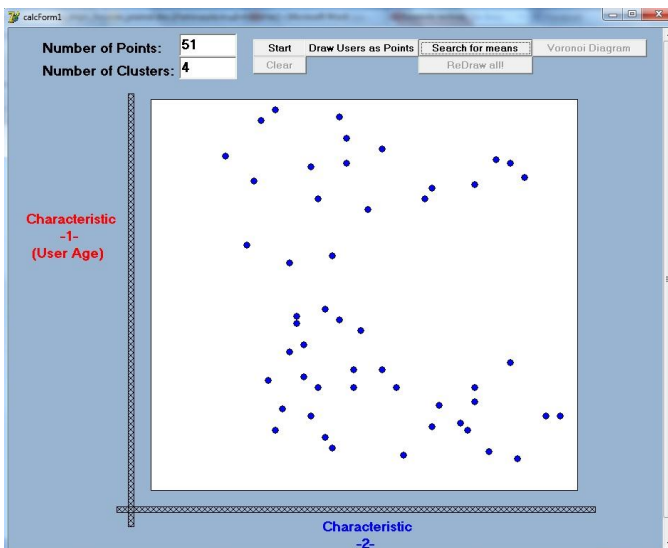 calcForm1
Number of Points: 51
Start Draw Users as Points Search for means Voronoi Diagram
Number of Clusters: 4
Clear ReDraw all!
Characteristic
-1-
(User Age)
Characteristic
-2-